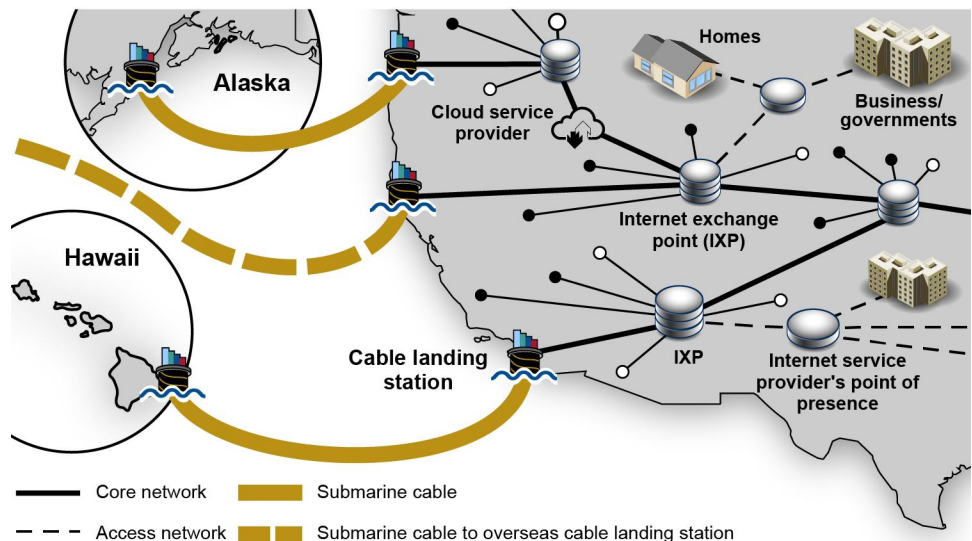 Homes
Alaska
Cloud service
provider
Business/
governments
Internet exchange
point (IXP)
Hawaii
Cable landing
station
IXP
Internet service
provider's point of
presence
Core network
Submarine cable
Access network
Submarine cable to overseas cable landing station